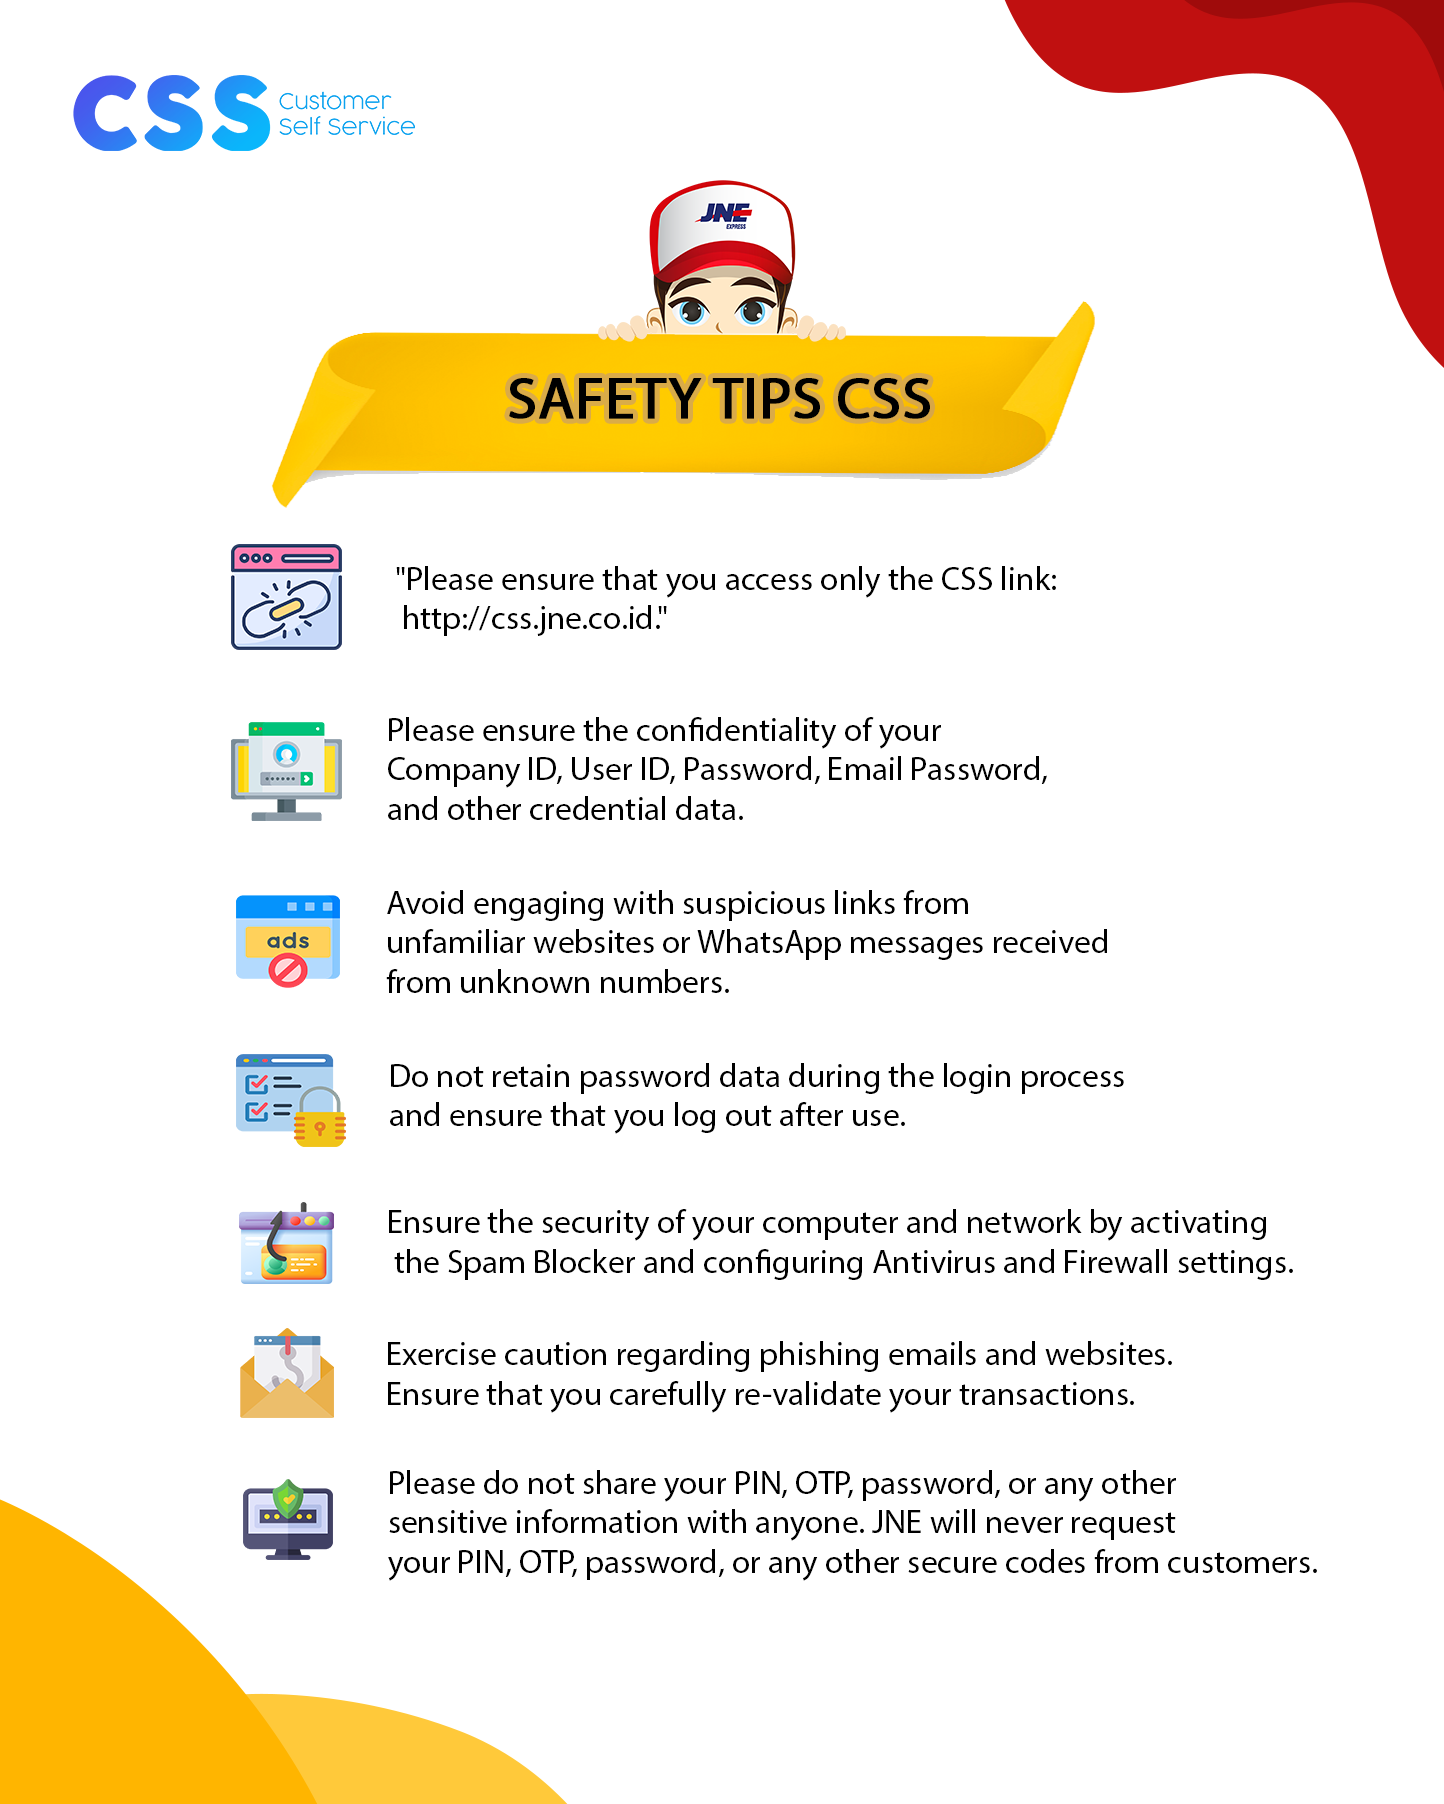 CSS
Customer
Self Service
JNE
EXPRESS
SAFETY TIPS CSS
"Please ensure that you access only the CSS link:
http://css.jne.co.id."
Please ensure the confidentiality of your
Company ID, User ID, Password, Email Password,
and other credential data.
ads
Avoid engaging with suspicious links from
unfamiliar websites or WhatsApp messages received
from unknown numbers.
Do not retain password data during the login process
and ensure that you log out after use.
Ensure the security of your computer and network by activating
the Spam Blocker and configuring Antivirus and Firewall settings.
Exercise caution regarding phishing emails and websites.
Ensure that you carefully re-validate your transactions.
Please do not share your PIN, OTP, password, or any other
sensitive information with anyone. JNE will never request
your PIN, OTP, password, or any other secure codes from customers.